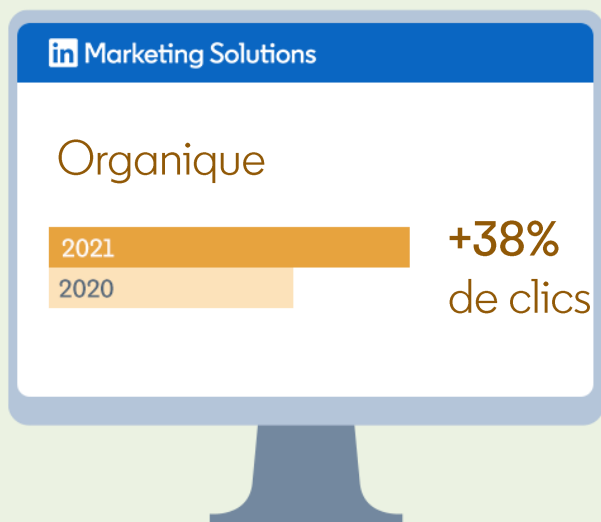 in Marketing Solutions
Organique
2021
2020
+38%
de clics